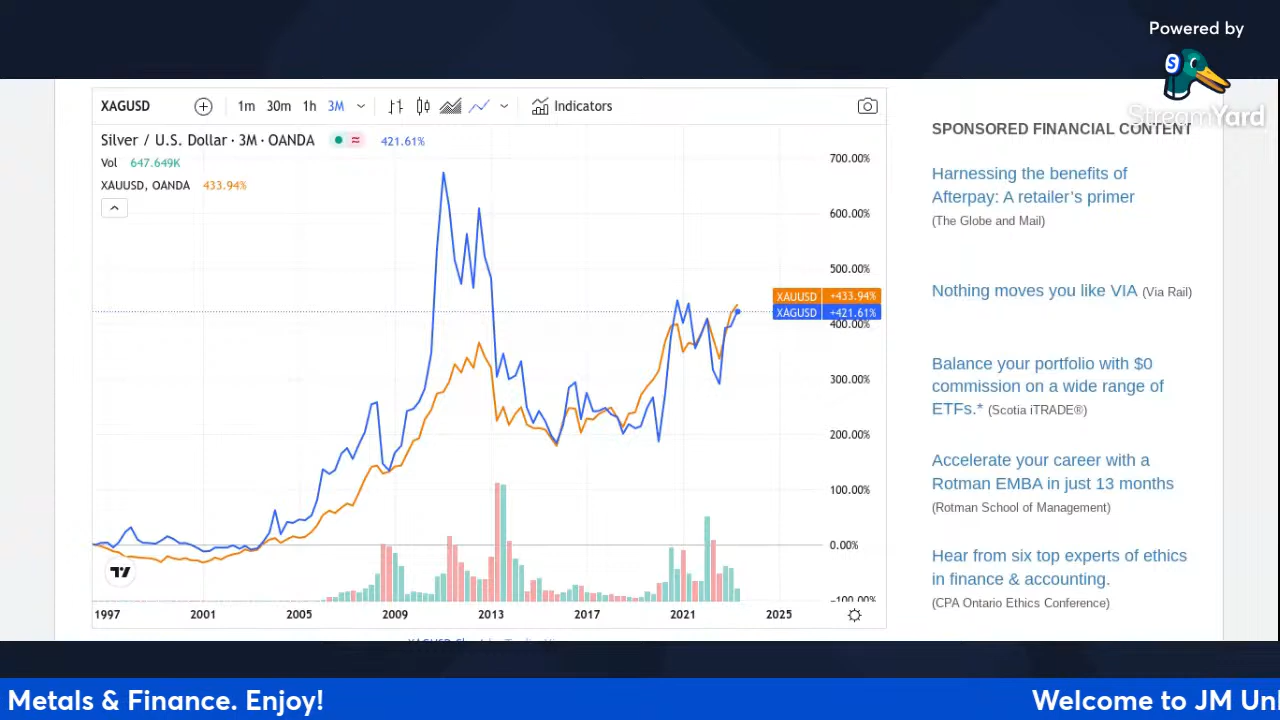 Powered by
StreamYard
XAGUSD
1m 30m 1h 3M
Indicators
Silver / U.S. Dollar · 3M · OANDA
421.61%
Vol 647.649K
XAUUSD, OANDA 433.94%
700.00%
600.00%
500.00%
XAUUSD +433.94%
XAGUSD +421.61%
400.00%
300.00%
200.00%
100.00%
0.00%
-100.00%
1997 2001 2005 2009 2013 2017 2021 2025
SPONSORED FINANCIAL CONTENT
Harnessing the benefits of
Afterpay: A retailer’s primer
(The Globe and Mail)
Nothing moves you like VIA (Via Rail)
Balance your portfolio with $0
commission on a wide range of
ETFs.* (Scotia iTRADE®)
Accelerate your career with a
Rotman EMBA in just 13 months
(Rotman School of Management)
Hear from six top experts of ethics
in finance & accounting.
(CPA Ontario Ethics Conference)
Metals & Finance. Enjoy!
Welcome to JM Unl